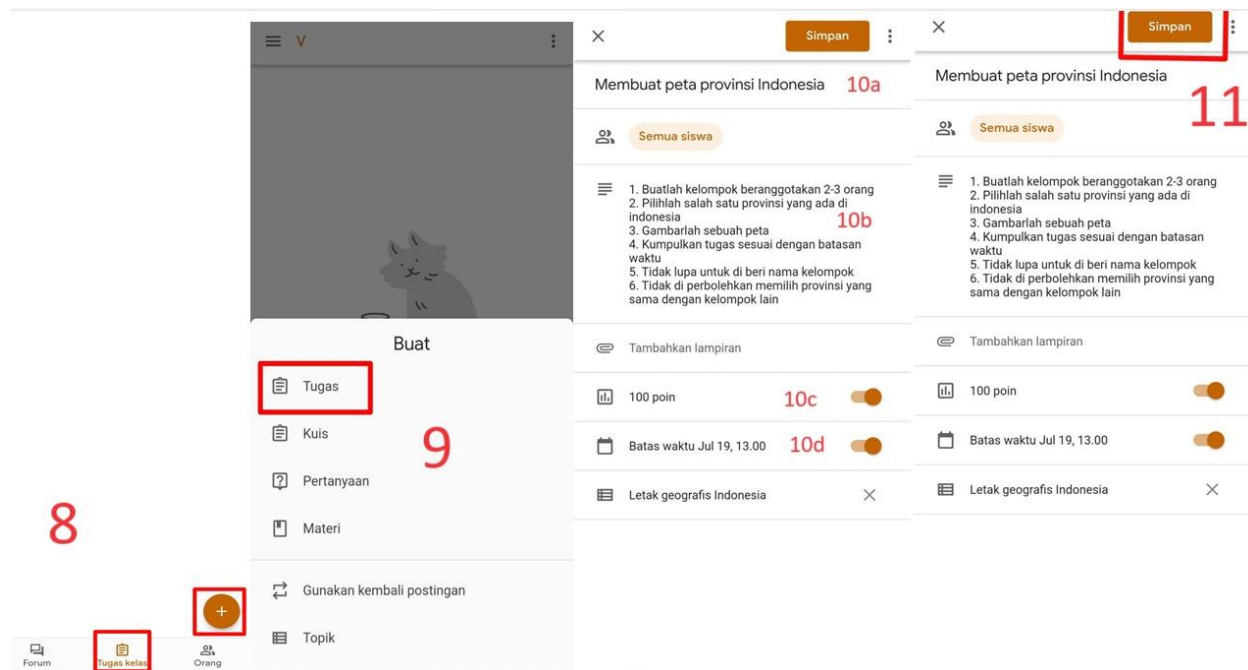 8
Forum
Tugas kelas
Orang
V
Buat
Tugas
Kuis
Pertanyaan
Materi
Gunakan kembali postingan
Topik
9
Simpan
Membuat peta provinsi Indonesia
10a
Semua siswa
1. Buatlah kelompok beranggotakan 2-3 orang
2. Pilihlah salah satu provinsi yang ada di
indonesia
3. Gambarlah sebuah peta
4. Kumpulkan tugas sesuai dengan batasan
waktu
5. Tidak lupa untuk di beri nama kelompok
6. Tidak di perbolehkan memilih provinsi yang
sama dengan kelompok lain
10b
Tambahkan lampiran
100 poin
10c
Batas waktu Jul 19, 13.00
10d
Letak geografis Indonesia
Simpan
Membuat peta provinsi Indonesia
11
Semua siswa
1. Buatlah kelompok beranggotakan 2-3 orang
2. Pilihlah salah satu provinsi yang ada di
indonesia
3. Gambarlah sebuah peta
4. Kumpulkan tugas sesuai dengan batasan
waktu
5. Tidak lupa untuk di beri nama kelompok
6. Tidak di perbolehkan memilih provinsi yang
sama dengan kelompok lain
Tambahkan lampiran
100 poin
Batas waktu Jul 19, 13.00
Letak geografis Indonesia